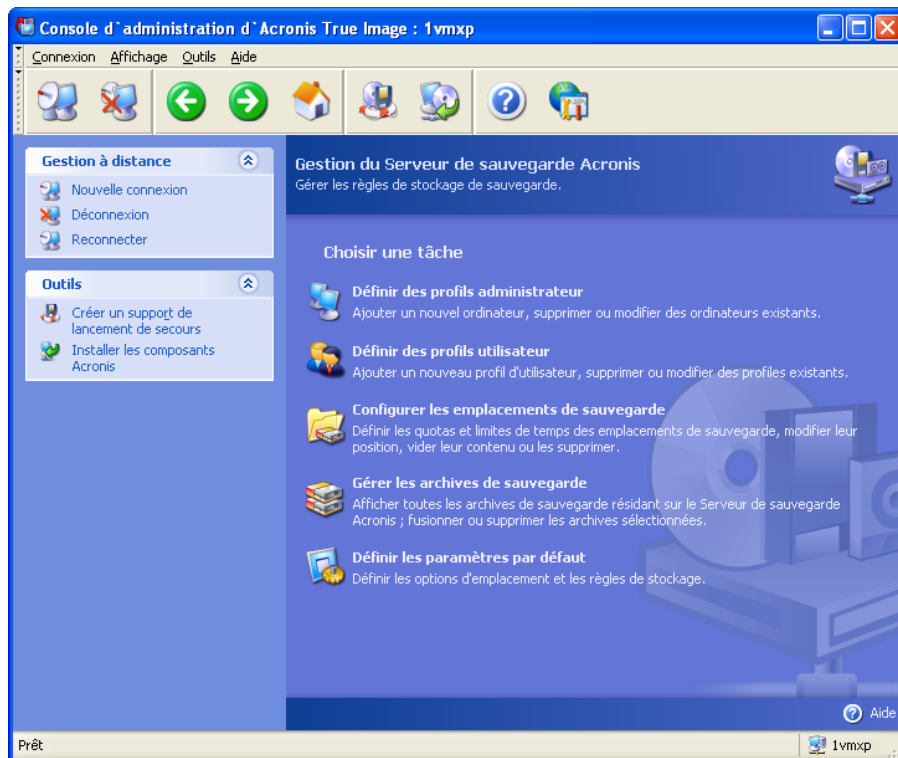 Console d`administration d`Acronis True Image : 1vmxp
Connexion Affichage Outils Aide
Gestion à distance
Nouvelle connexion
Déconnexion
Reconnecter
Outils
Créer un support de
lancement de secours
Installer les composants
Acronis
Gestion du Serveur de sauvegarde Acronis
Gérer les règles de stockage de sauvegarde.
Choisir une tâche
Définir des profils administrateur
Ajouter un nouvel ordinateur, supprimer ou modifier des ordinateurs existants.
Définir des profils utilisateur
Ajouter un nouveau profil d'utilisateur, supprimer ou modifier des profiles existants.
Configurer les emplacements de sauvegarde
Définir les quotas et limites de temps des emplacements de sauvegarde, modifier leur
position, vider leur contenu ou les supprimer.
Gérer les archives de sauvegarde
Afficher toutes les archives de sauvegarde résidant sur le Serveur de sauvegarde
Acronis ; fusionner ou supprimer les archives sélectionnées.
Définir les paramètres par défaut
Définir les options d'emplacement et les règles de stockage.
Aide
Prêt
1vmxp